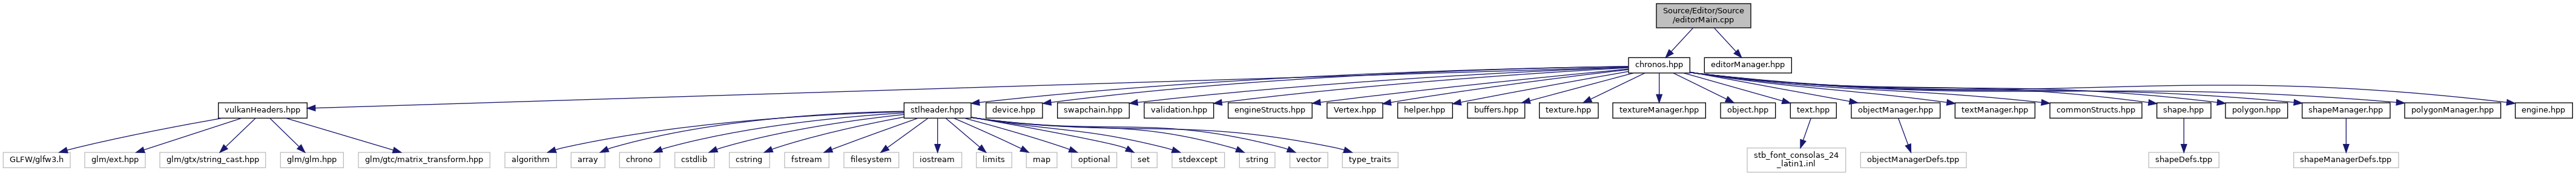 Source/Editor/Source
/editorMain.cpp
chronos.hpp
editorManager.hpp
vulkanHeaders.hpp
stlheader.hpp
device.hpp
swapchain.hpp
validation.hpp
engineStructs.hpp
Vertex.hpp
helper.hpp
buffers.hpp
texture.hpp
textureManager.hpp
object.hpp
text.hpp
objectManager.hpp
textManager.hpp
commonStructs.hpp
shape.hpp
polygon.hpp
shapeManager.hpp
polygonManager.hpp
engine.hpp
GLFW/glfw3.h
glm/ext.hpp
glm/gtx/string_cast.hpp
glm/glm.hpp
glm/gtc/matrix_transform.hpp
algorithm
array
chrono
cstdlib
cstring
fstream
filesystem
iostream
limits
map
optional
set
stdexcept
string
vector
type_traits
stb_font_consolas_24
_latin1.inl
objectManagerDefs.tpp
shapeDefs.tpp
shapeManagerDefs.tpp